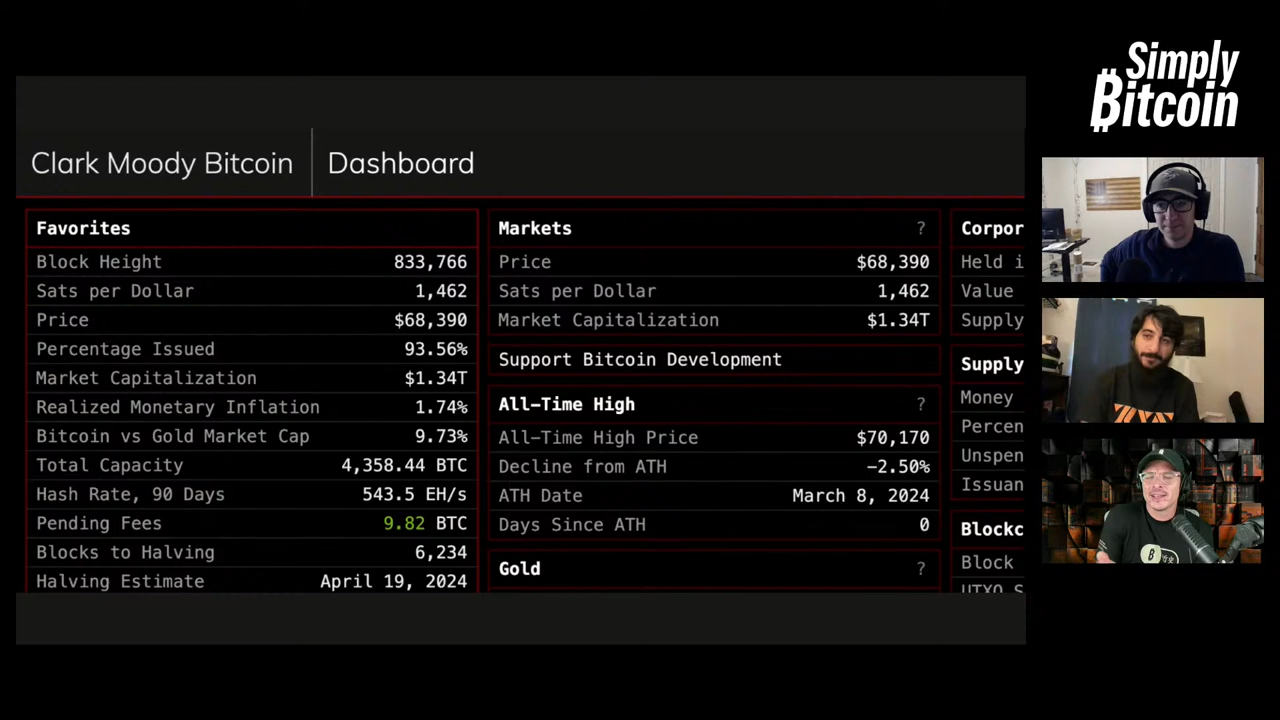 Simply
Bitcoin
Clark Moody Bitcoin
Dashboard
Favorites
Block Height 833,766
Sats per Dollar 1,462
Price $68,390
Percentage Issued 93.56%
Market Capitalization $1.34T
Realized Monetary Inflation 1.74%
Bitcoin vs Gold Market Cap 9.73%
Total Capacity 4,358.44 BTC
Hash Rate, 90 Days 543.5 EH/s
Pending Fees 9.82 BTC
Blocks to Halving 6,234
Halving Estimate April 19, 2024
Markets ?
Price $68,390
Sats per Dollar 1,462
Market Capitalization $1.34T
Support Bitcoin Development
All-Time High ?
All-Time High Price $70,170
Decline from ATH -2.50%
ATH Date March 8, 2024
Days Since ATH 0
Gold ?
Corpor
Held i
Value
Supply
Supply
Money
Percen
Unspen
Issuan
Blockc
Block
UTXO S